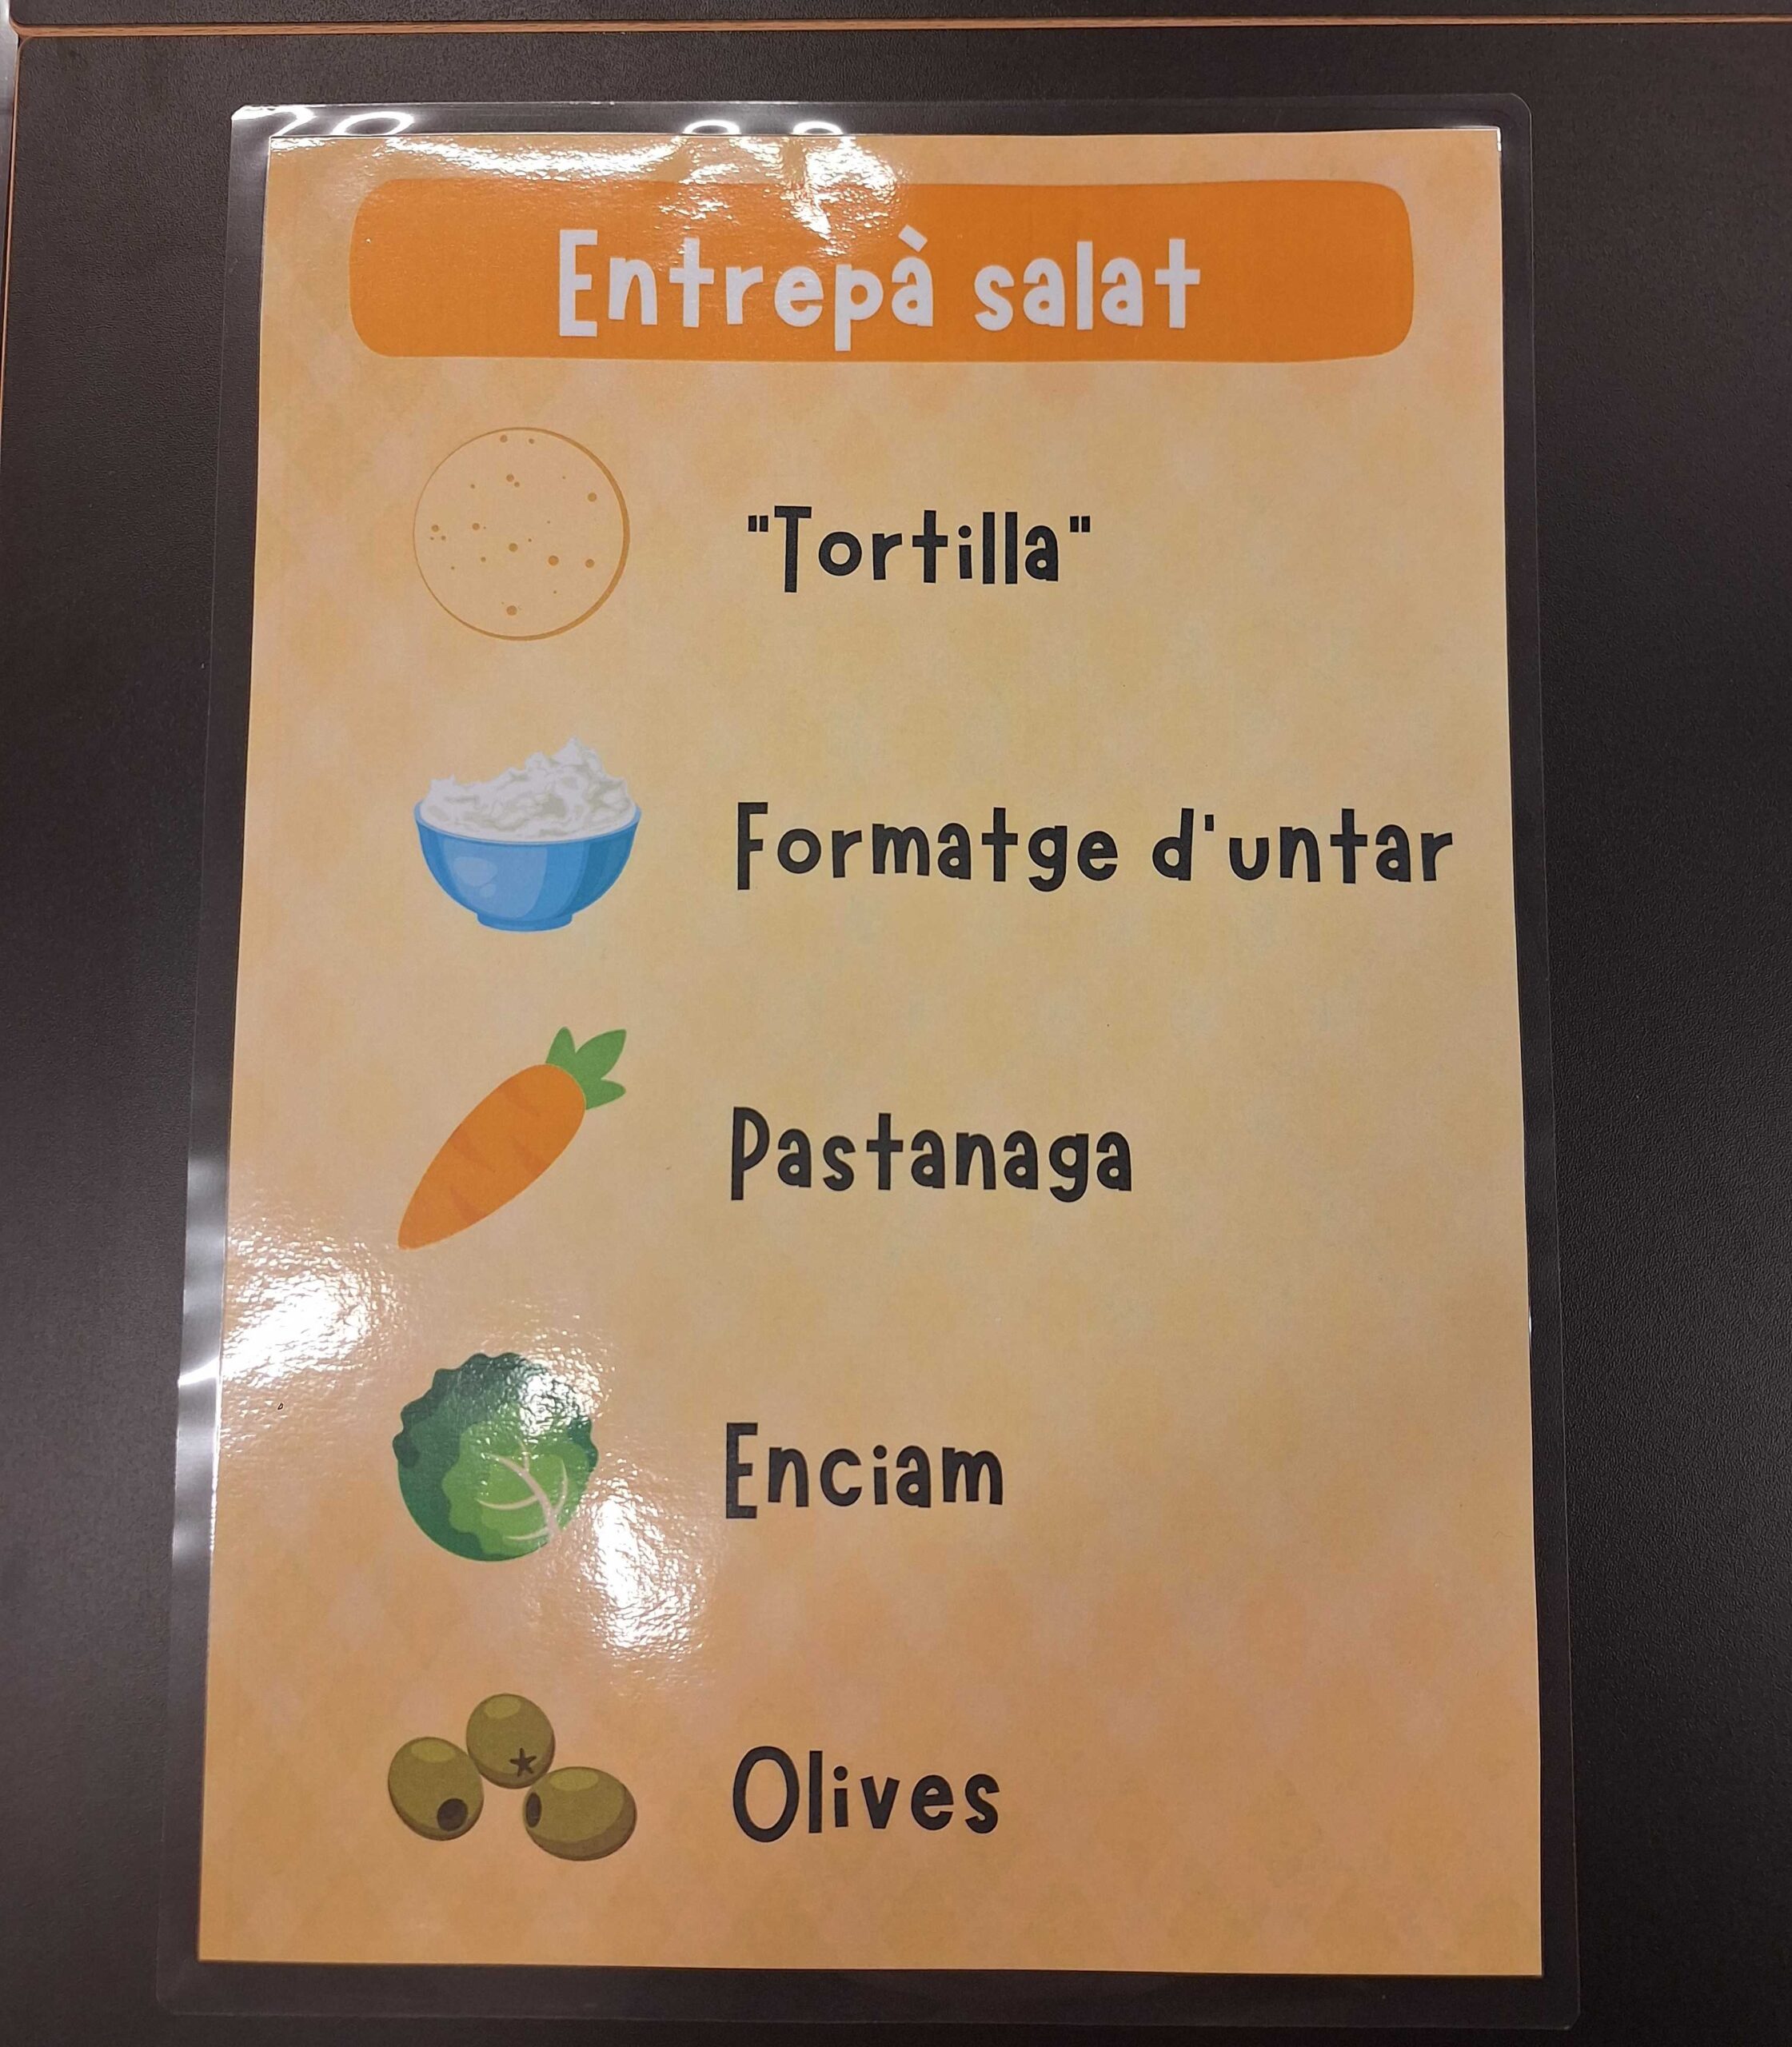 Entrepà salat
"Tortilla"
Formatge d'untar
Pastanaga
Enciam
Olives